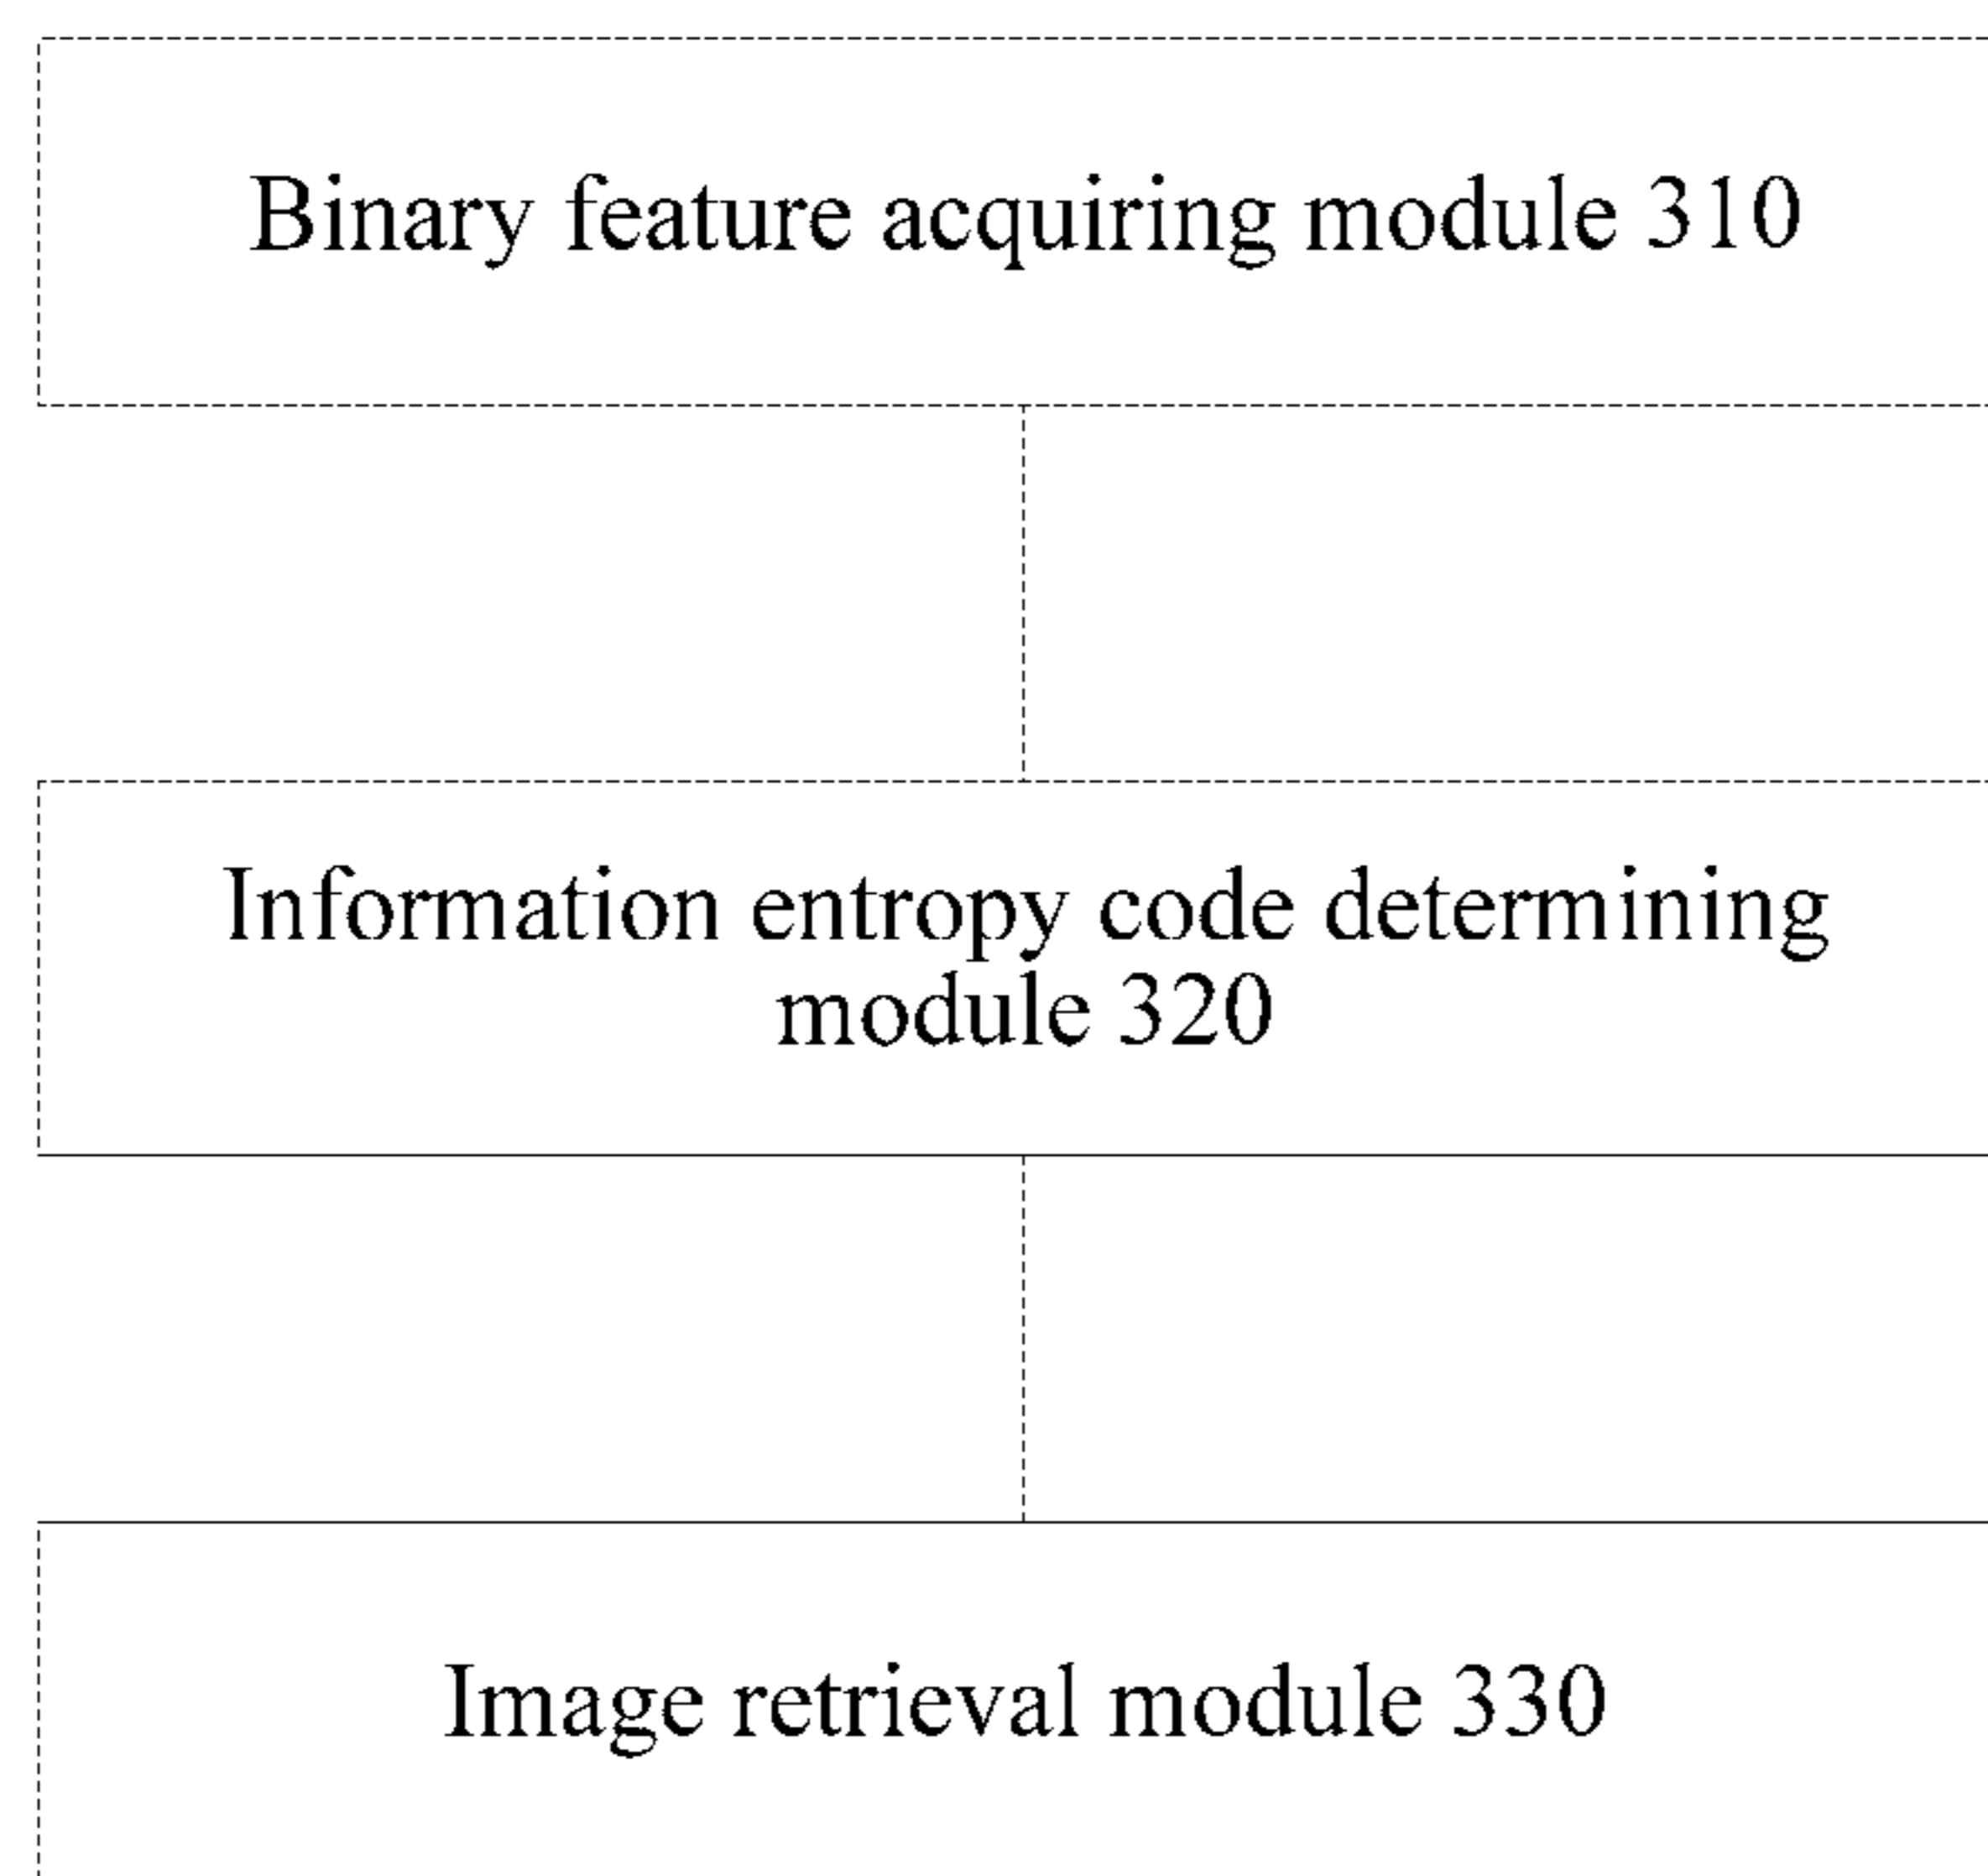 Binary feature acquiring module 310
Information entropy code determining
module 320
Image retrieval module 330